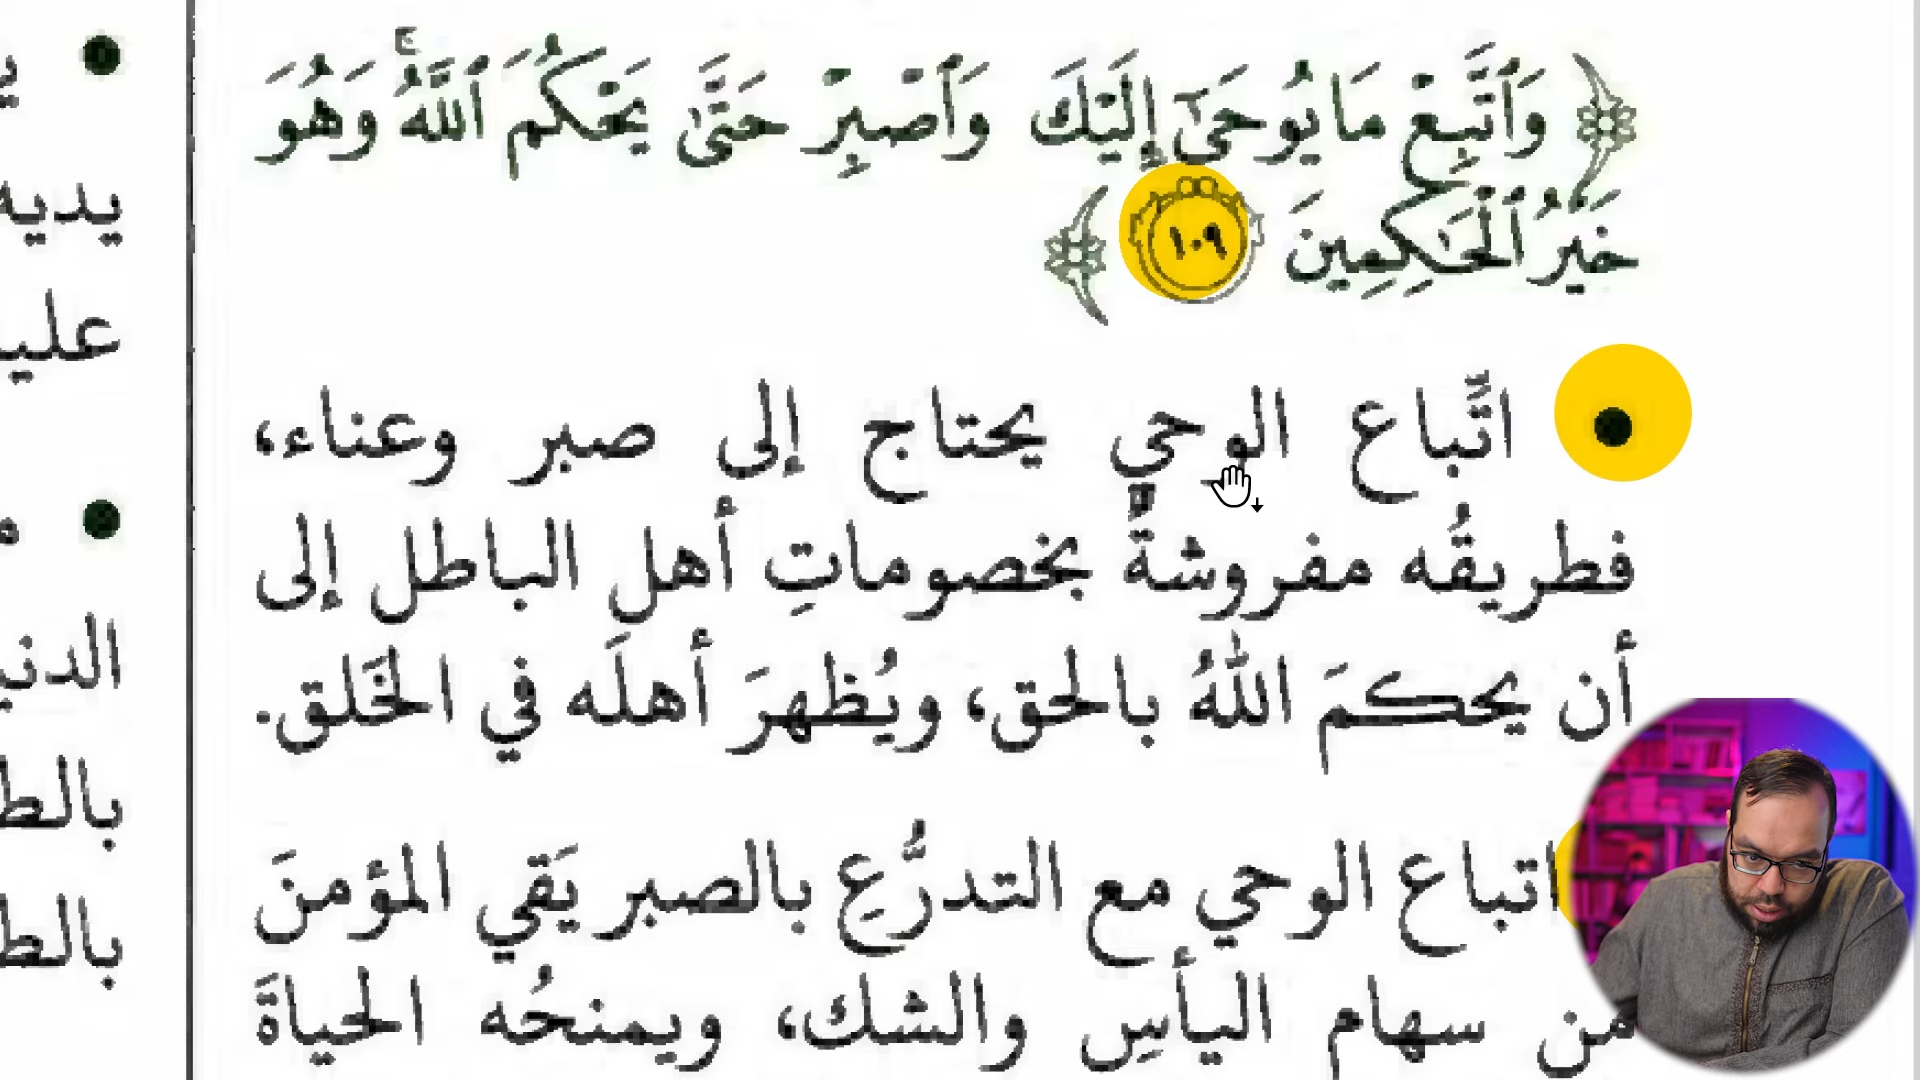 ﴿ وَٱتَّبِعْ مَا يُوحَىٰٓ إِلَيْكَ وَٱصْبِرْ حَتَّىٰ يَحْكُمَ ٱللَّهُ ۚ وَهُوَ
خَيْرُ ٱلْحَـٰكِمِينَ ١٠٩ ﴾
• اتِّباع الوحي يحتاج إلى صبر وعناء،
فطريقُه مفروشةٌ بخصوماتِ أهل الباطل إلى
أن يحكمَ اللهُ بالحق، ويُظهرَ أهلَه في الخَلق.
اتباع الوحي مع التدرُّعِ بالصبر يَقي المؤمنَ
من سهام اليأسِ والشك، ويمنحُه الحياةَ
•
يديه
علي
•
الدني
بالط
بالط